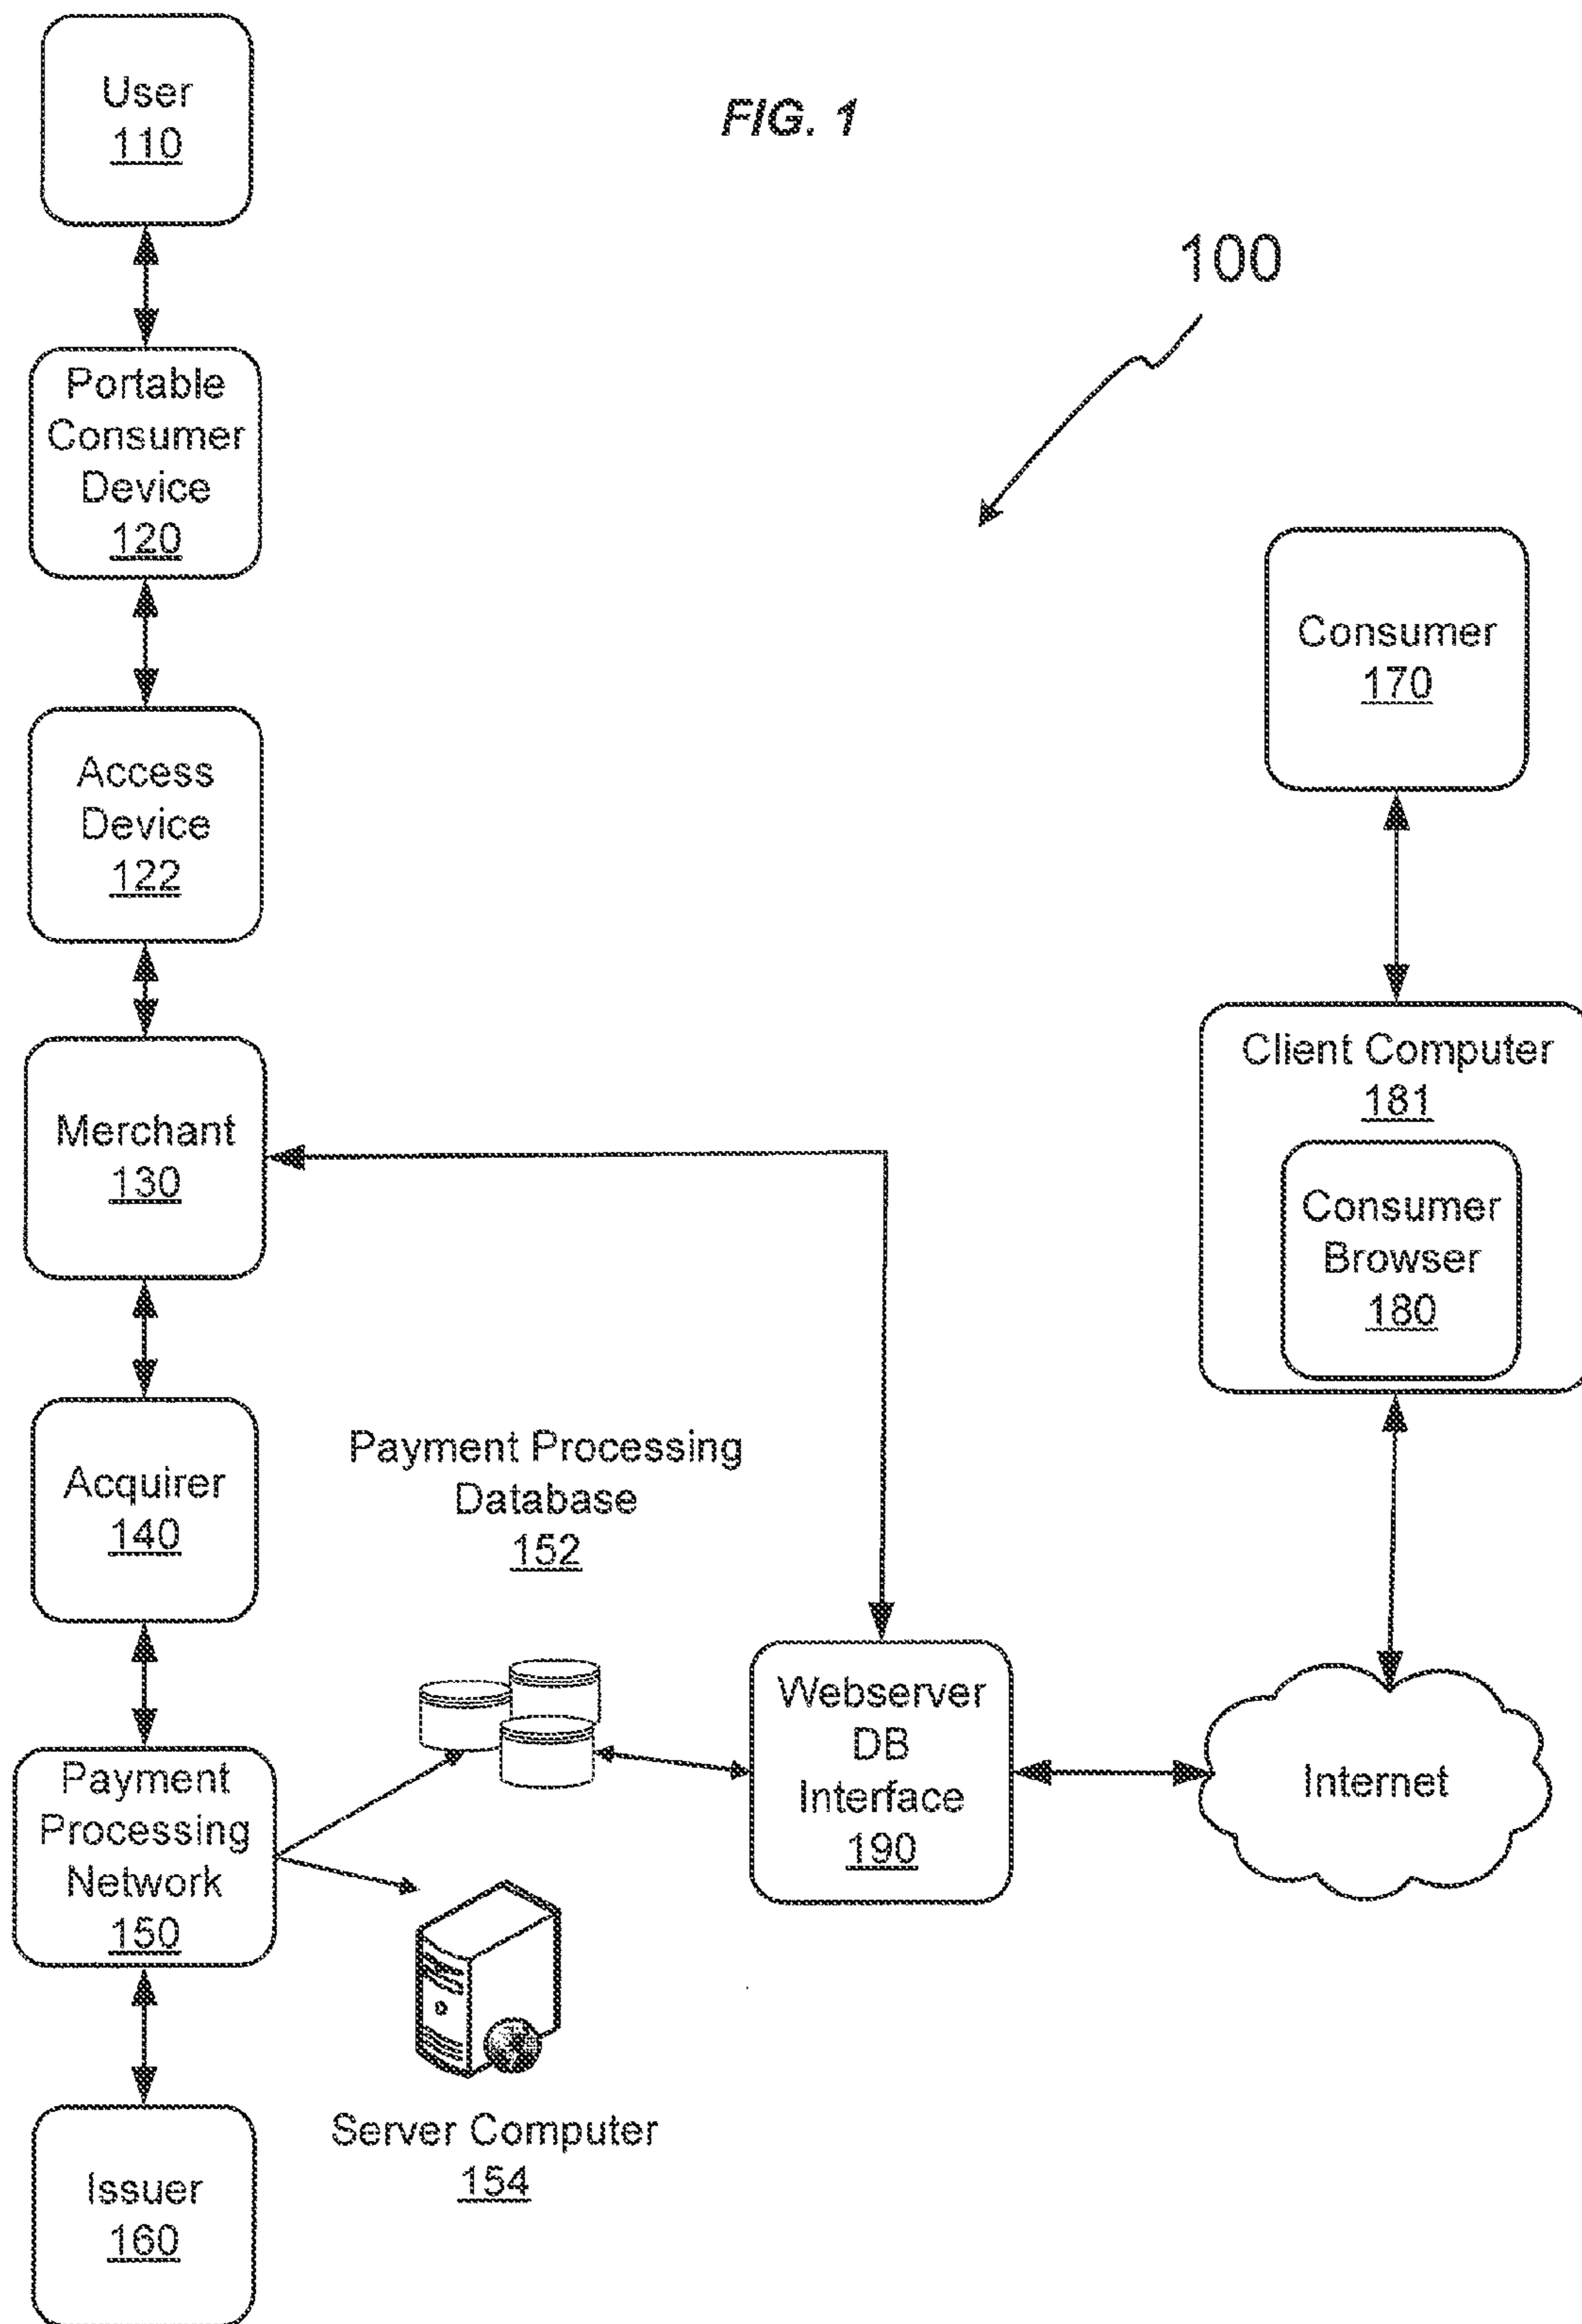 User
110
FIG. 1
100
Portable
Consumer
Device
120
Consumer
170
Access
Device
122
Client Computer
181
Merchant
130
Consumer
Browser
180
Acquirer
140
Payment Processing
Database
152
Webserver
DB
Interface
190
Internet
Payment
Processing
Network
150
Server Computer
154
Issuer
160